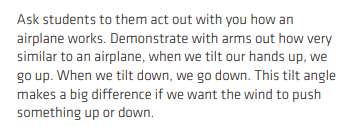 Ask students to them act out with you how an
airplane works. Demonstrate with arms out how very
similar to an airplane, when we tilt our hands up, we
go up. When we tilt down, we go down. This tilt angle
makes a big difference if we want the wind to push
something up or down.